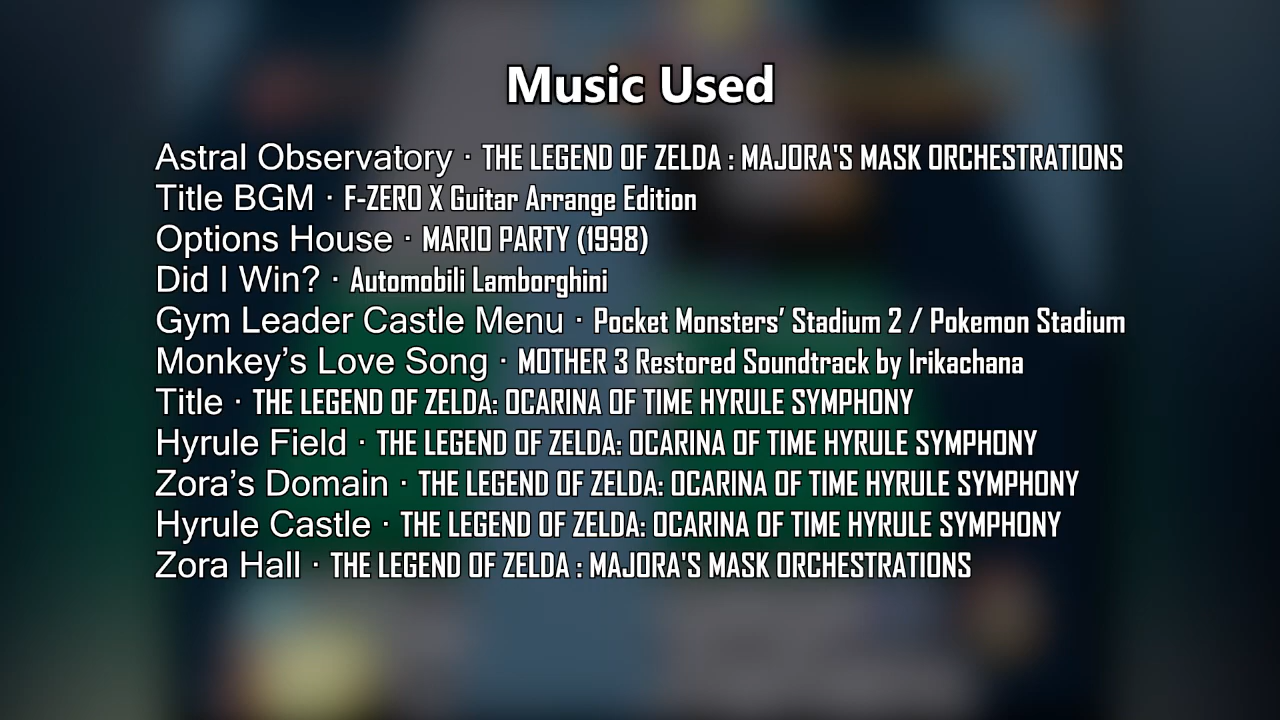 Music Used
Astral Observatory · THE LEGEND OF ZELDA : MAJORA'S MASK ORCHESTRATIONS
Title BGM · F-ZERO X Guitar Arrange Edition
Options House · MARIO PARTY (1998)
Did I Win? · Automobili Lamborghini
Gym Leader Castle Menu · Pocket Monsters’ Stadium 2 / Pokemon Stadium
Monkey’s Love Song · MOTHER 3 Restored Soundtrack by Irikachana
Title · THE LEGEND OF ZELDA: OCARINA OF TIME HYRULE SYMPHONY
Hyrule Field · THE LEGEND OF ZELDA: OCARINA OF TIME HYRULE SYMPHONY
Zora’s Domain · THE LEGEND OF ZELDA: OCARINA OF TIME HYRULE SYMPHONY
Hyrule Castle · THE LEGEND OF ZELDA: OCARINA OF TIME HYRULE SYMPHONY
Zora Hall · THE LEGEND OF ZELDA : MAJORA'S MASK ORCHESTRATIONS